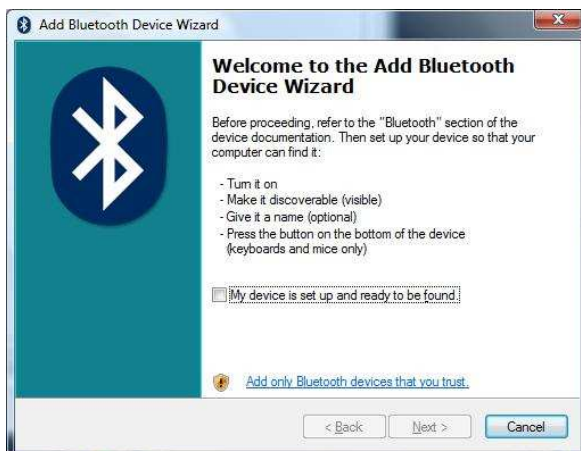 Add Bluetooth Device Wizard
Welcome to the Add Bluetooth
Device Wizard
Before proceeding, refer to the "Bluetooth" section of the
device documentation. Then set up your device so that your
computer can find it:
- Turn it on
- Make it discoverable (visible)
- Give it a name (optional)
- Press the button on the bottom of the device
(keyboards and mice only)
My device is set up and ready to be found.
Add only Bluetooth devices that you trust.
< Back
Next >
Cancel